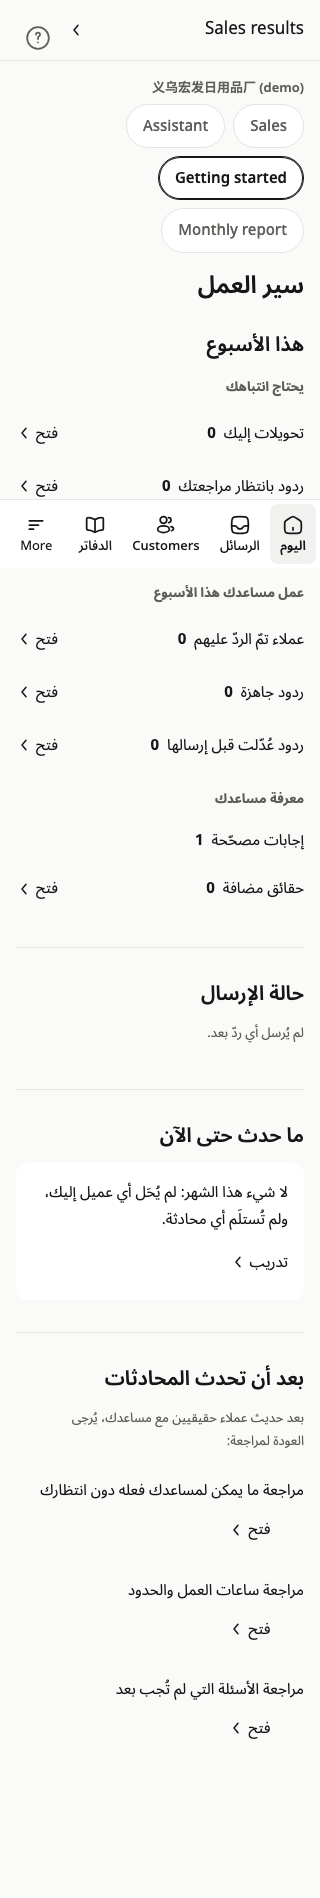 Sales results
义乌宏发日用品厂 (demo)
Sales
Assistant
Getting started
Monthly report
سير العمل
هذا الأسبوع
يحتاج انتباهك
تحويلات إليك 0
فتح
ردود بانتظار مراجعتك 0
فتح
اليوم
الرسائل
Customers
الدفاتر
More
عمل مساعدك هذا الأسبوع
عملاء تمّ الردّ عليهم 0
فتح
ردود جاهزة 0
فتح
ردود عُدّلت قبل إرسالها 0
فتح
معرفة مساعدك
إجابات مصحّحة 1
حقائق مضافة 0
فتح
حالة الإرسال
لم يُرسل أي ردّ بعد.
ما حدث حتى الآن
لا شيء هذا الشهر: لم يُحَل أي عميل إليك،
ولم تُستلَم أي محادثة.
تدريب
بعد أن تحدث المحادثات
بعد حديث عملاء حقيقيين مع مساعدك، يُرجى
العودة لمراجعة:
مراجعة ما يمكن لمساعدك فعله دون انتظارك
فتح
مراجعة ساعات العمل والحدود
فتح
مراجعة الأسئلة التي لم تُجب بعد
فتح